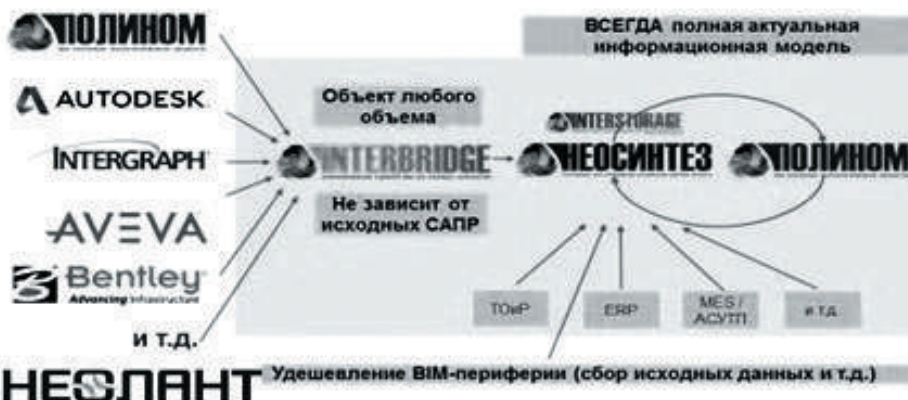 ПОЛИНОМ
ВСЕГДА полная актуальная
информационная модель
AUTODESK
Объект любого
объема
INTERSTORAGE
INTERGRAPH
INTERBRIDGE
НЕОСИНТЕЗ
ПОЛИНОМ
Не зависит от
исходных САПР
AVEVA
Bentley
Advancing Infrastructure
ТОиР
ERP
MES /
АСУТП
и т.д.
и т.д.
НЕОЛАНТ
Удешевление BIM-периферии (сбор исходных данных и т.д.)